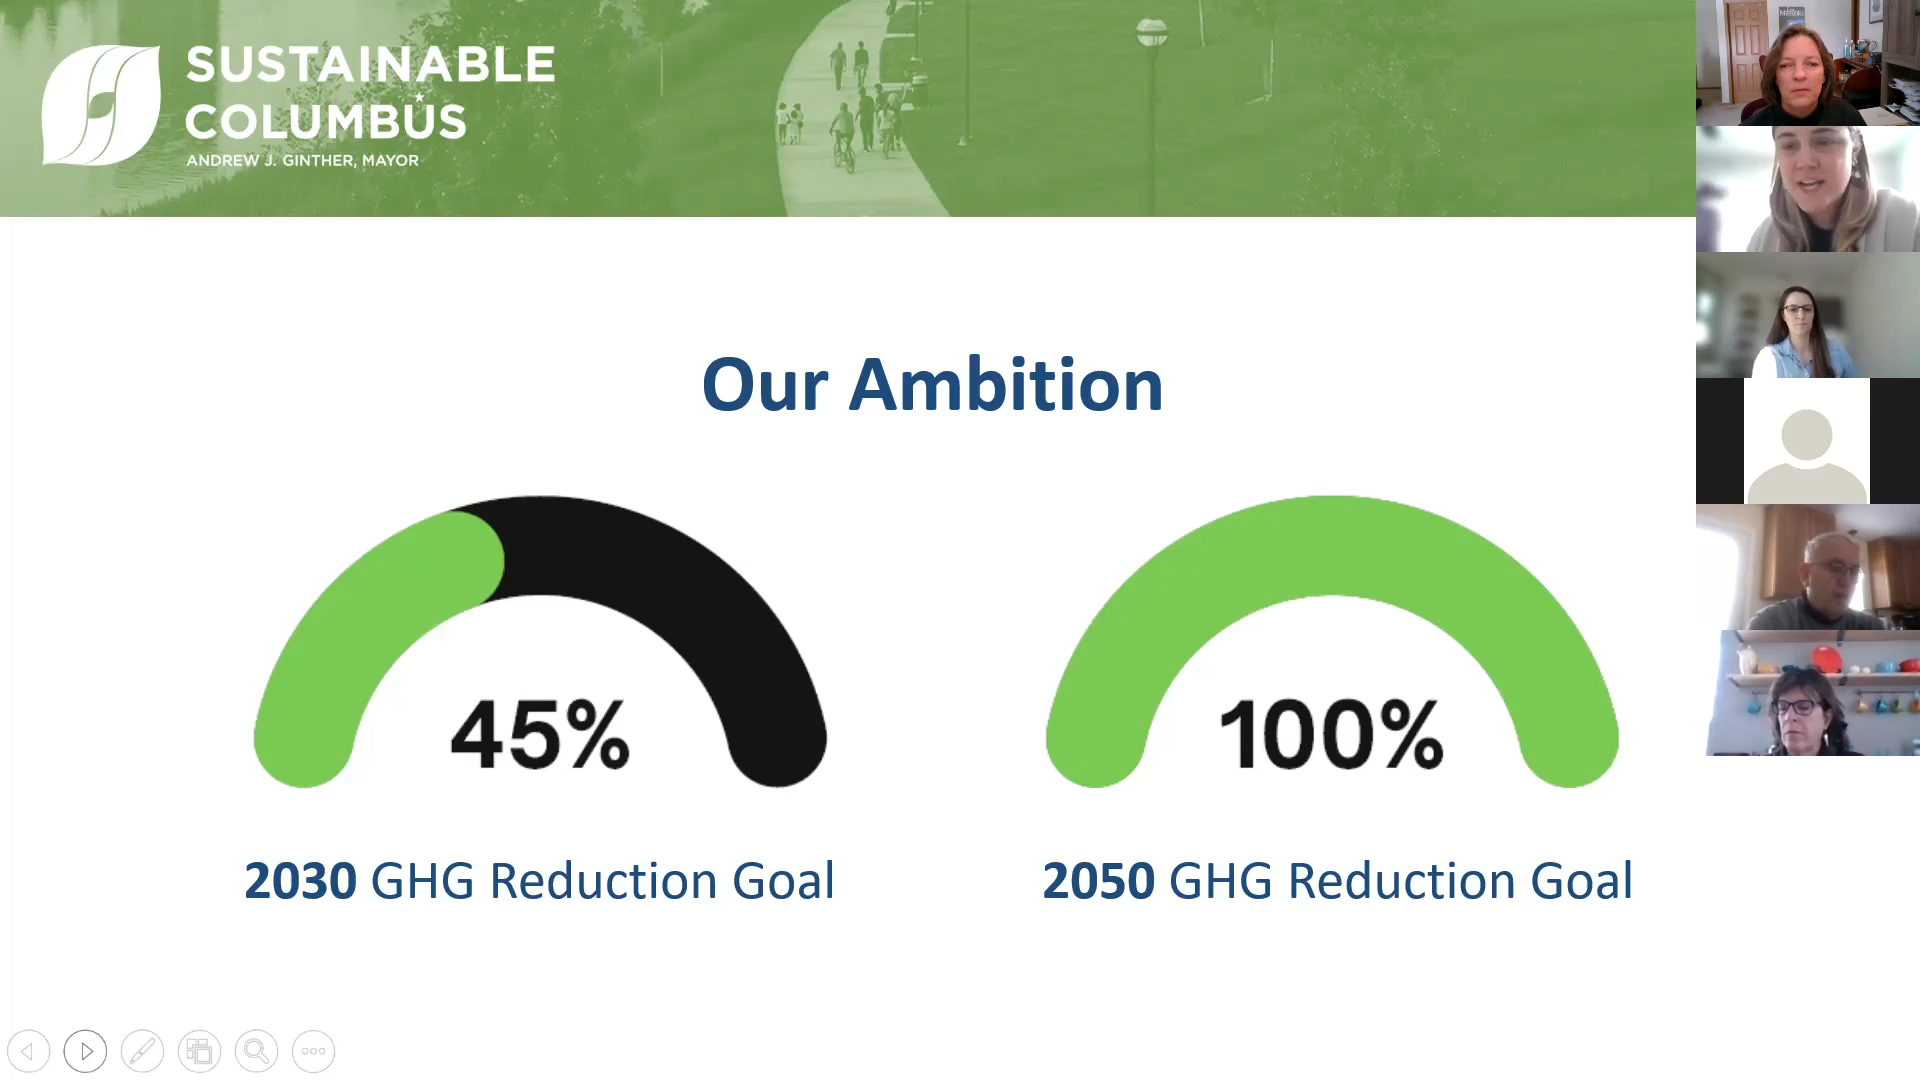 SUSTAINABLE
COLUMBUS
ANDREW J. GINTHER, MAYOR
Our Ambition
45%
100%
2030 GHG Reduction Goal
2050 GHG Reduction Goal